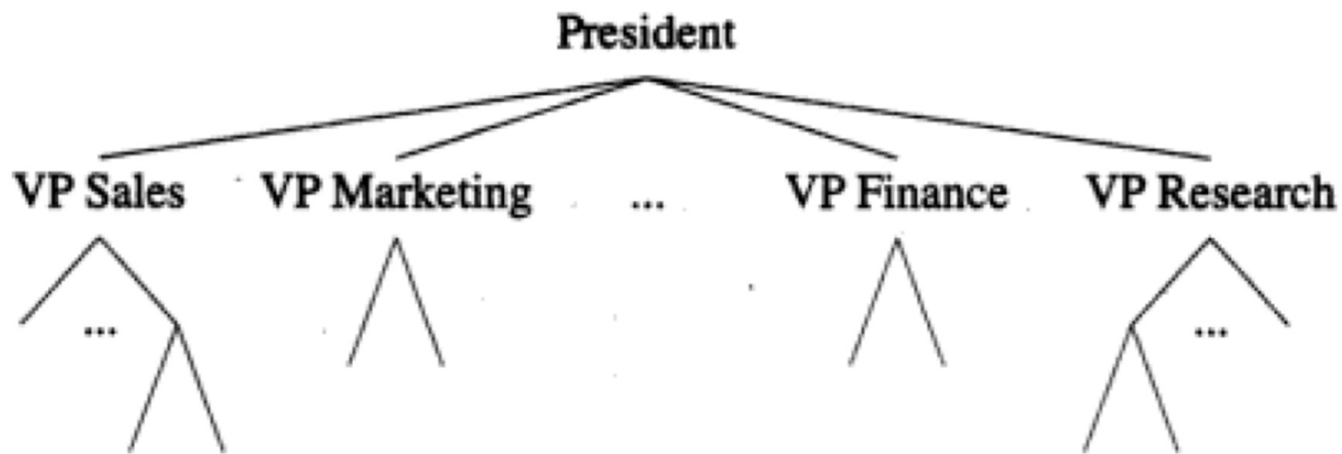 President
VP Sales VP Marketing ... VP Finance VP Research
... ...